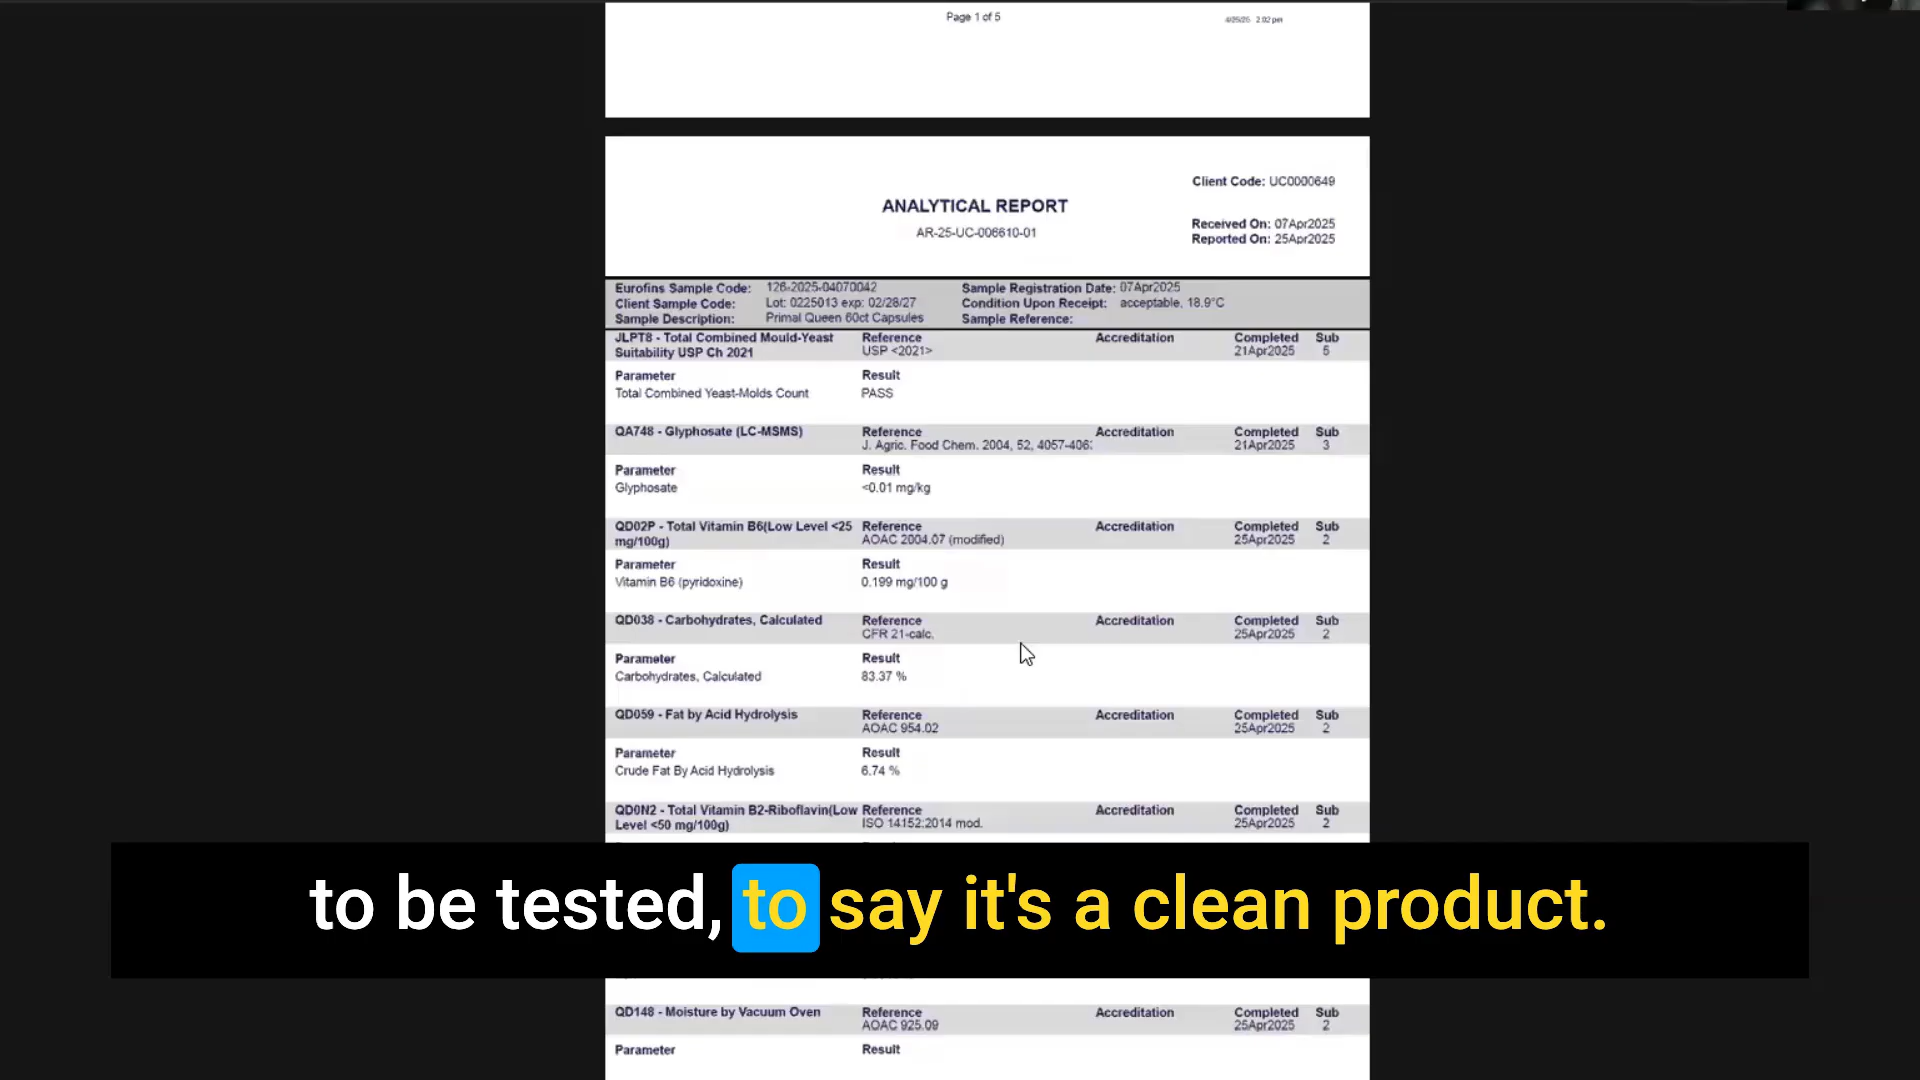 Page 1 of 5
4/25/25 2:02 pm
Client Code: UC0000649
ANALYTICAL REPORT
AR-25-UC-006610-01
Received On: 07Apr2025
Reported On: 25Apr2025
Eurofins Sample Code: 126-2025-04070042 Sample Registration Date: 07Apr2025
Client Sample Code: Lot: 0225013 exp: 02/28/27 Condition Upon Receipt: acceptable, 18.9°C
Sample Description: Primal Queen 60ct Capsules Sample Reference:
JLPT8 - Total Combined Mould-Yeast Reference Accreditation Completed Sub
Suitability USP Ch 2021 USP <2021> 21Apr2025 5
Parameter Result
Total Combined Yeast-Molds Count PASS
QA748 - Glyphosate (LC-MSMS) Reference Accreditation Completed Sub
J. Agric. Food Chem. 2004, 52, 4057-406 21Apr2025 3
Parameter Result
Glyphosate <0.01 mg/kg
QD02P - Total Vitamin B6(Low Level <25 Reference Accreditation Completed Sub
mg/100g) AOAC 2004.07 (modified) 25Apr2025 2
Parameter Result
Vitamin B6 (pyridoxine) 0.199 mg/100 g
QD038 - Carbohydrates, Calculated Reference Accreditation Completed Sub
CFR 21-calc. 25Apr2025 2
Parameter Result
Carbohydrates, Calculated 83.37 %
QD059 - Fat by Acid Hydrolysis Reference Accreditation Completed Sub
AOAC 954.02 25Apr2025 2
Parameter Result
Crude Fat By Acid Hydrolysis 6.74 %
QD0N2 - Total Vitamin B2-Riboflavin(Low Reference Accreditation Completed Sub
Level <50 mg/100g) ISO 14152:2014 mod. 25Apr2025 2
to be tested, to say it's a clean product.
QD148 - Moisture by Vacuum Oven Reference Accreditation Completed Sub
AOAC 925.09 25Apr2025 2
Parameter Result